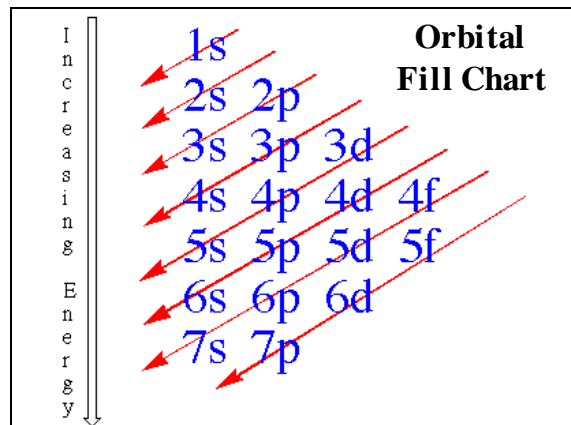 Increasing Energy
Orbital
Fill Chart
1s
2s 2p
3s 3p 3d
4s 4p 4d 4f
5s 5p 5d 5f
6s 6p 6d
7s 7p